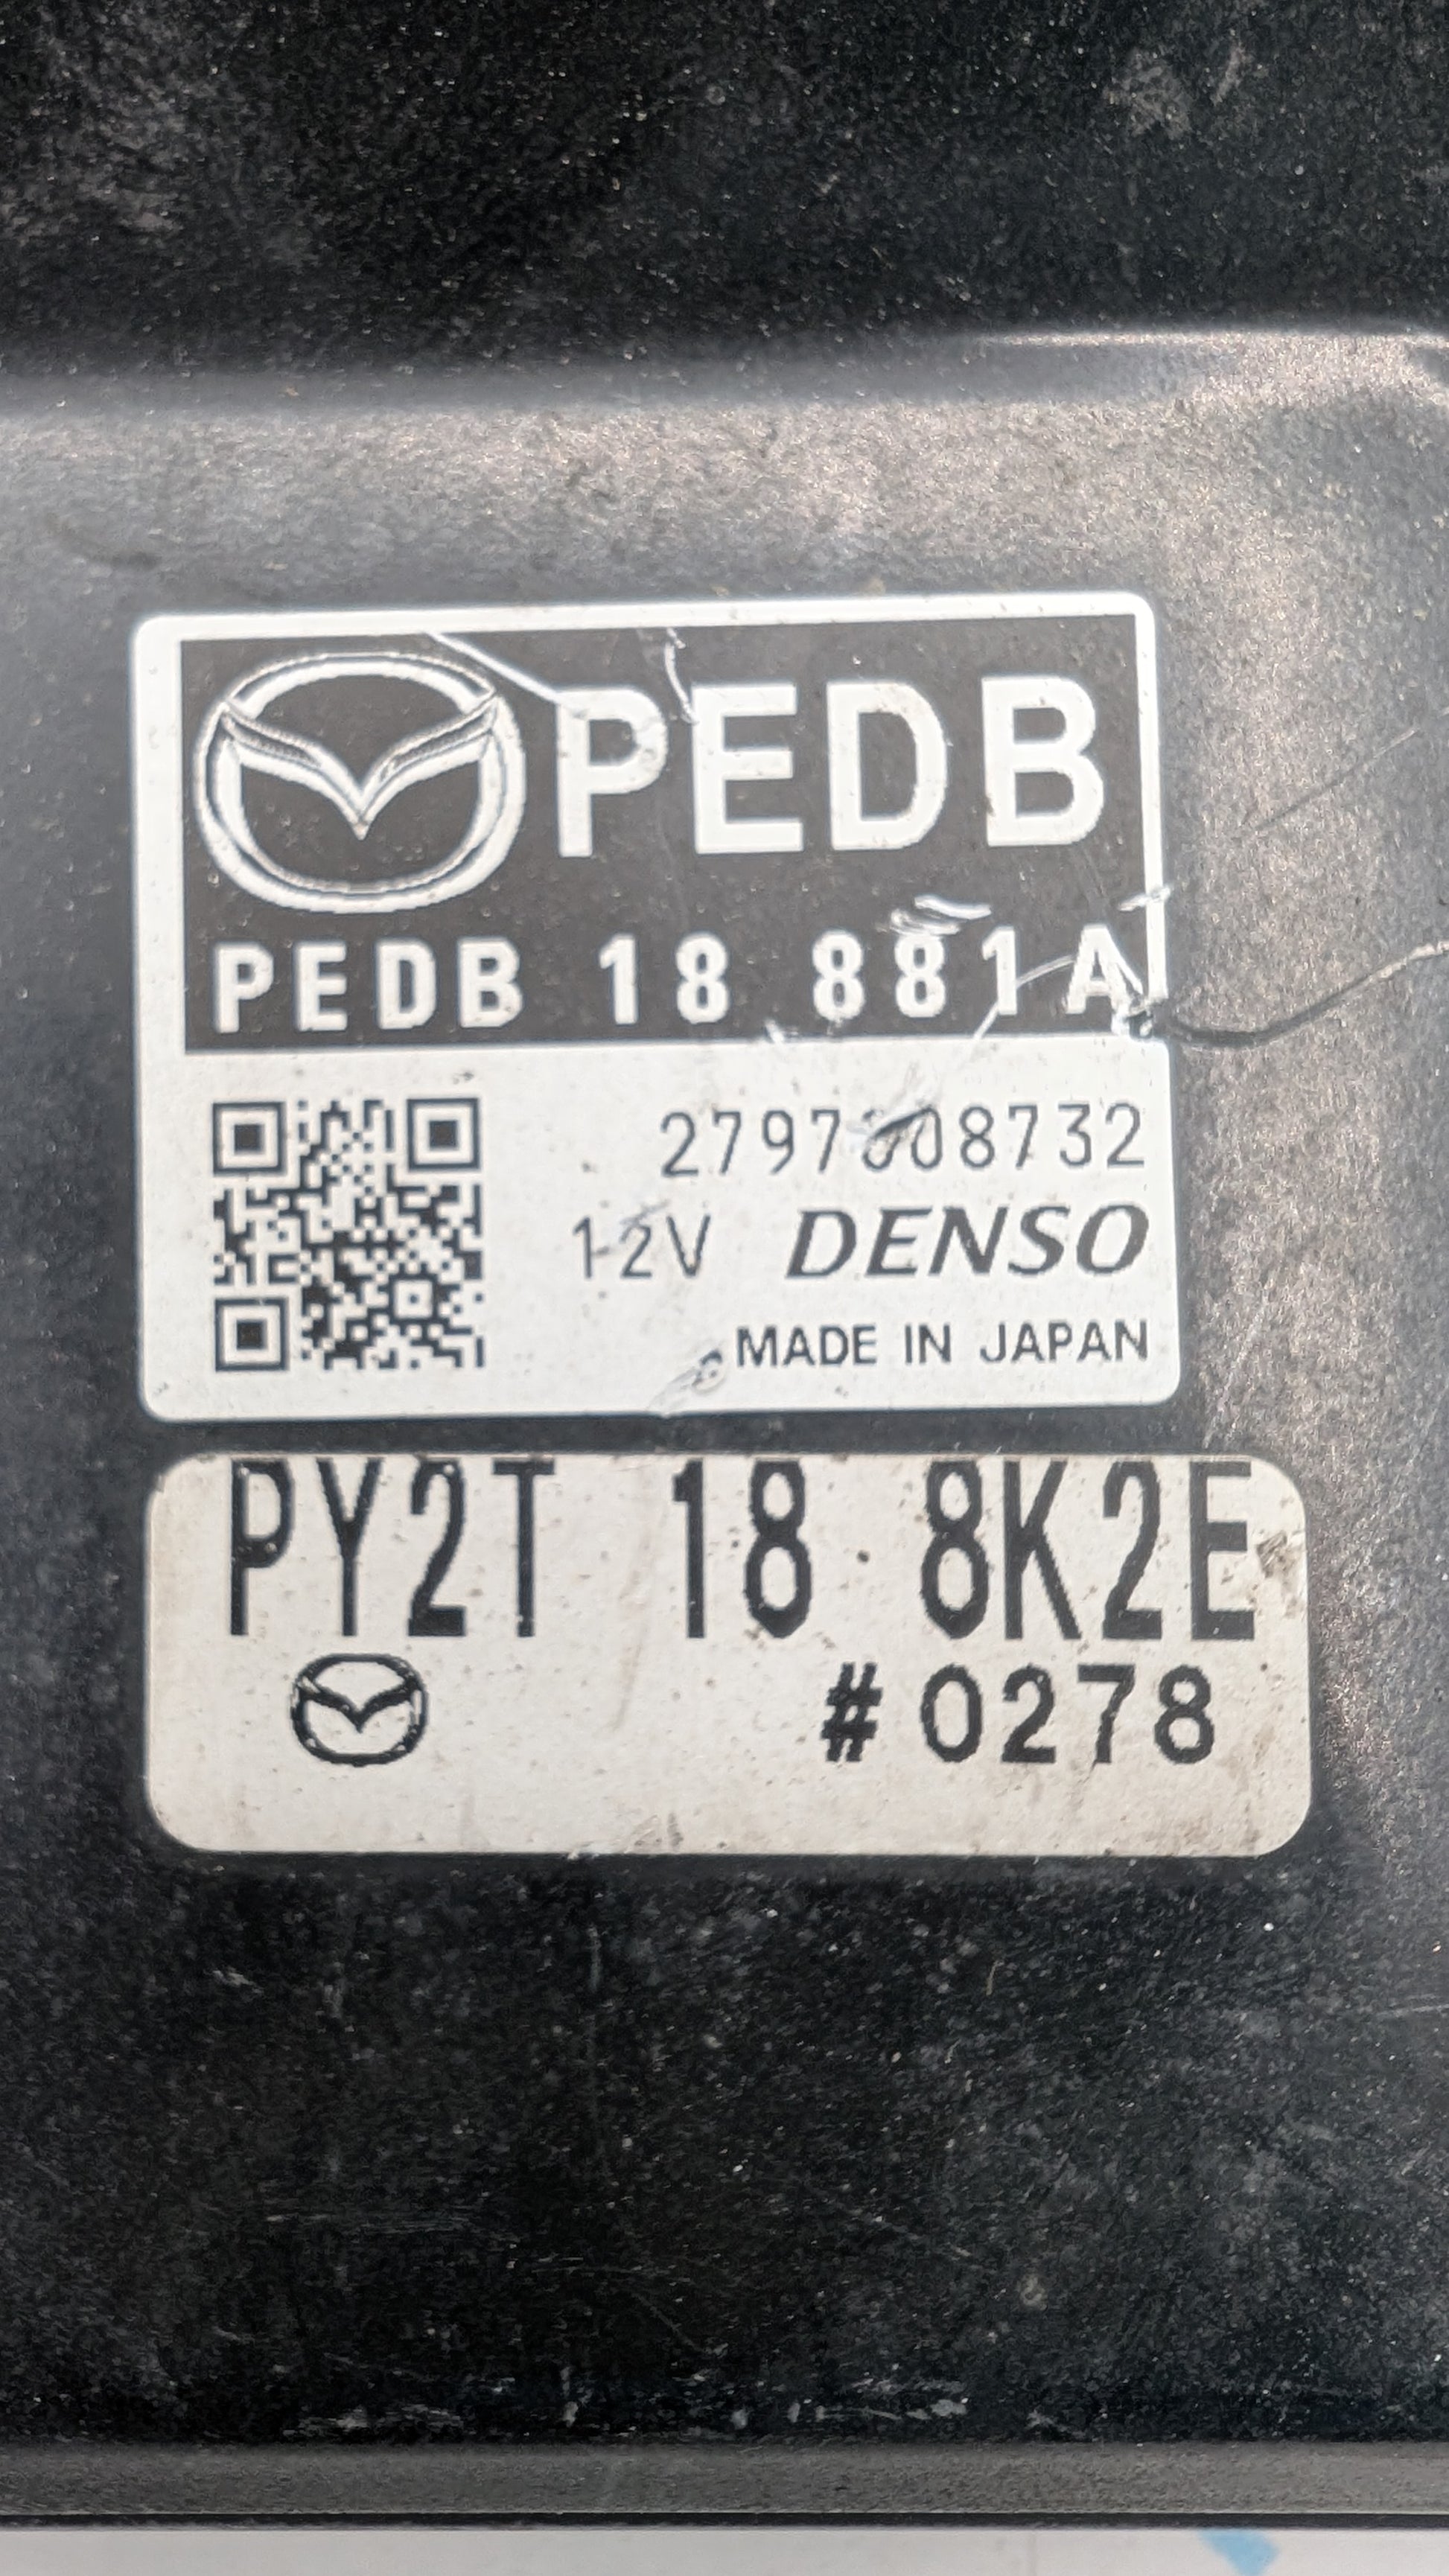 PEDB
PEDB 18 881A
12V DENSO
MADE IN JAPAN
PY2T 18 8K2E
#0278